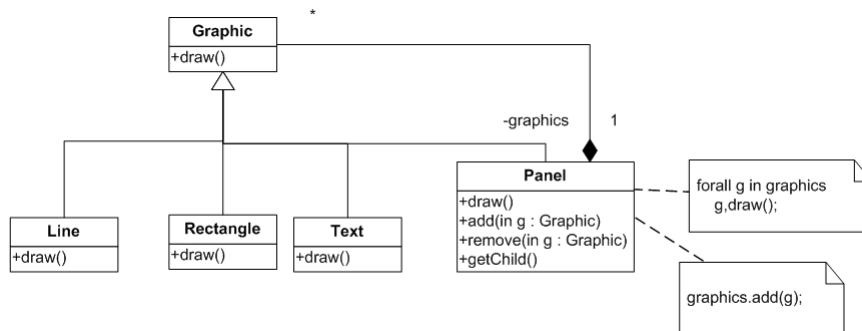 *
Graphic
+draw()
-graphics
1
Line
+draw()
Rectangle
+draw()
Text
+draw()
Panel
+draw()
+add(in g : Graphic)
+remove(in g : Graphic)
+getChild()
forall g in graphics
g,draw();
graphics.add(g);